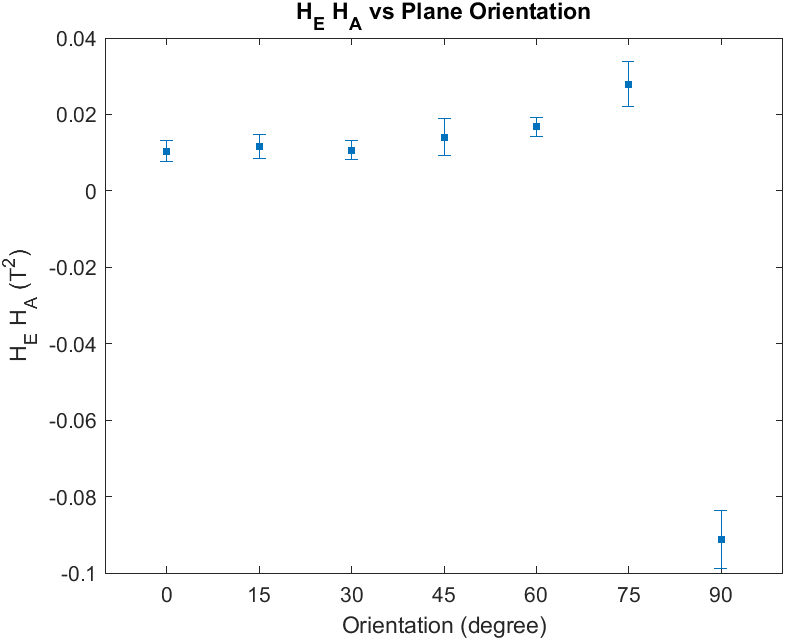 H_E H_A vs Plane Orientation
0.04
0.02
0
-0.02
-0.04
-0.06
-0.08
-0.1
H_E H_A (T^2)
0 15 30 45 60 75 90
Orientation (degree)